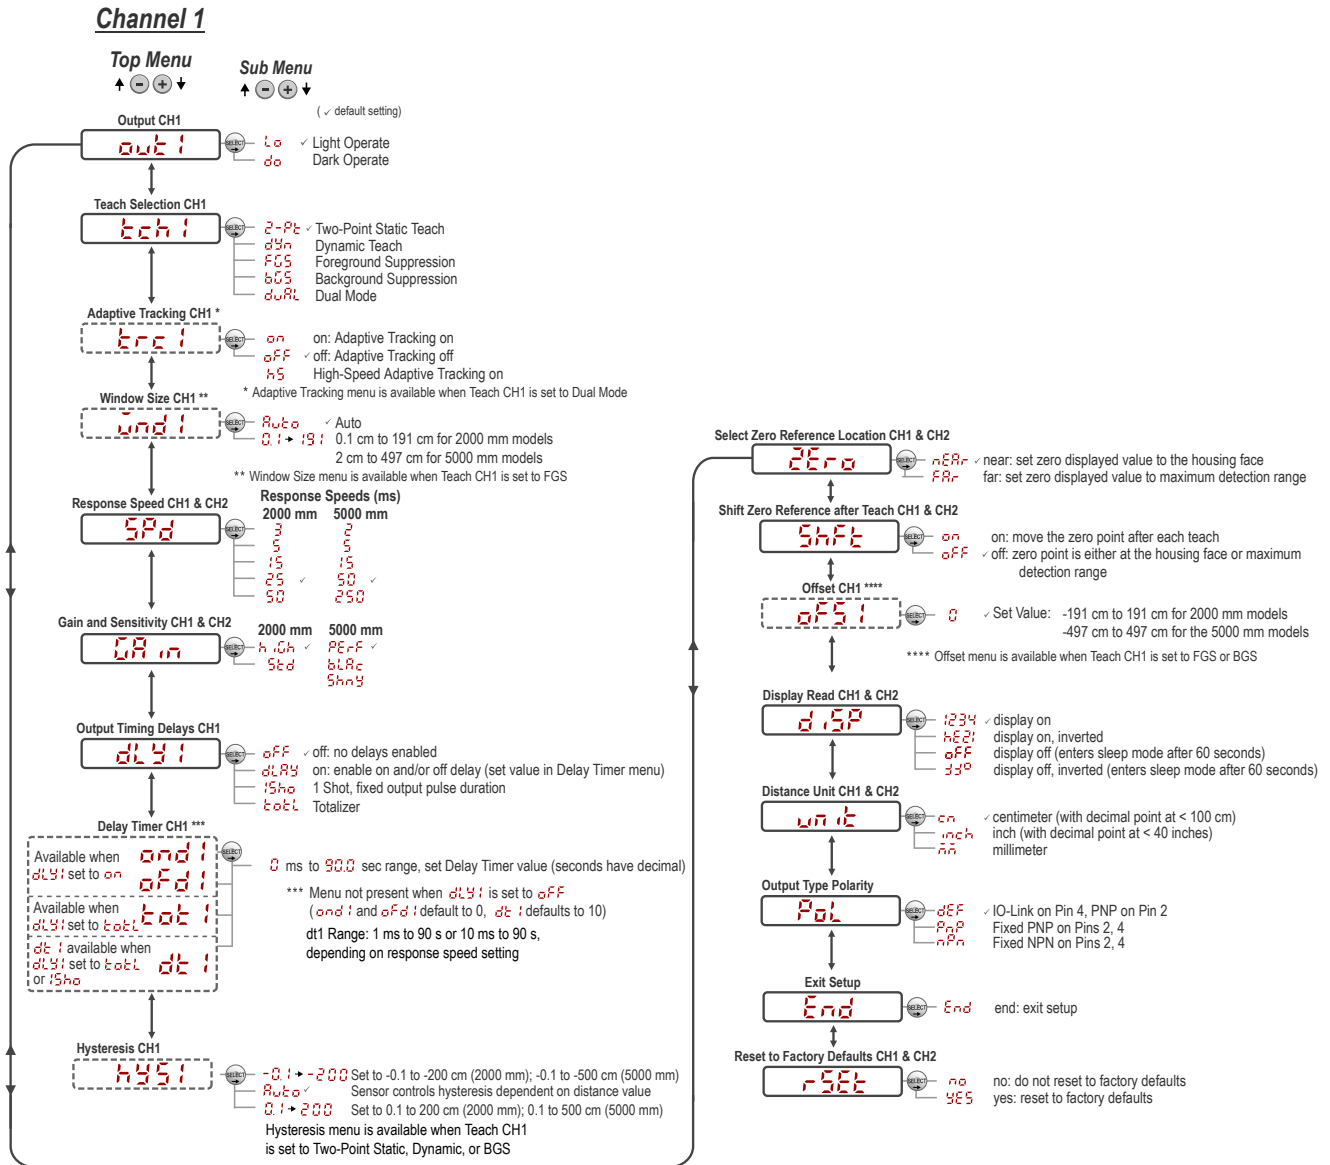 Channel 1
Top Menu
Sub Menu
- +
- +
( ✓ default setting)
Output CH1
out1
SELECT
Lo ✓ Light Operate
do Dark Operate
Teach Selection CH1
tch1
SELECT
2-Pt ✓ Two-Point Static Teach
dYn Dynamic Teach
FGS Foreground Suppression
bGS Background Suppression
duAL Dual Mode
Adaptive Tracking CH1 *
trc1
SELECT
on on: Adaptive Tracking on
oFF ✓ off: Adaptive Tracking off
hS High-Speed Adaptive Tracking on
* Adaptive Tracking menu is available when Teach CH1 is set to Dual Mode
Window Size CH1 **
wnd1
SELECT
Auto ✓ Auto
0.1 → 191 0.1 cm to 191 cm for 2000 mm models
2 cm to 497 cm for 5000 mm models
** Window Size menu is available when Teach CH1 is set to FGS
Response Speed CH1 & CH2
SPd
SELECT
Response Speeds (ms)
2000 mm 5000 mm
3 2
5 5
15 15
25 ✓ 50 ✓
50 250
Gain and Sensitivity CH1 & CH2
GAin
SELECT
2000 mm 5000 mm
hiGh ✓ PErF ✓
Std bLAc
ShnY
Output Timing Delays CH1
dLY1
SELECT
oFF ✓ off: no delays enabled
dLAY on: enable on and/or off delay (set value in Delay Timer menu)
1Sho 1 Shot, fixed output pulse duration
totL Totalizer
Delay Timer CH1 ***
Available when
dLY1 set to on
ond1
oFd1
Available when
dLY1 set to totL
tot1
dt1 available when
dLY1 set to totL
or 1Sho
dt1
SELECT
0 ms to 90.0 sec range, set Delay Timer value (seconds have decimal)
*** Menu not present when dLY1 is set to oFF
(ond1 and oFd1 default to 0, dt1 defaults to 10)
dt1 Range: 1 ms to 90 s or 10 ms to 90 s,
depending on response speed setting
Hysteresis CH1
hYS1
SELECT
-0.1 → -200 Set to -0.1 to -200 cm (2000 mm); -0.1 to -500 cm (5000 mm)
Auto ✓ Sensor controls hysteresis dependent on distance value
0.1 → 200 Set to 0.1 to 200 cm (2000 mm); 0.1 to 500 cm (5000 mm)
Hysteresis menu is available when Teach CH1
is set to Two-Point Static, Dynamic, or BGS
Select Zero Reference Location CH1 & CH2
ZEro
SELECT
nEAr ✓ near: set zero displayed value to the housing face
FAr far: set zero displayed value to maximum detection range
Shift Zero Reference after Teach CH1 & CH2
ShFt
SELECT
on on: move the zero point after each teach
oFF ✓ off: zero point is either at the housing face or maximum
detection range
Offset CH1 ****
oFS1
SELECT
0 ✓ Set Value: -191 cm to 191 cm for 2000 mm models
-497 cm to 497 cm for the 5000 mm models
**** Offset menu is available when Teach CH1 is set to FGS or BGS
Display Read CH1 & CH2
diSP
SELECT
1234 ✓ display on
hEZ1 display on, inverted
oFF display off (enters sleep mode after 60 seconds)
display off, inverted (enters sleep mode after 60 seconds)
Distance Unit CH1 & CH2
unit
SELECT
cn ✓ centimeter (with decimal point at < 100 cm)
inch inch (with decimal point at < 40 inches)
millimeter
Output Type Polarity
PoL
SELECT
dEF ✓ IO-Link on Pin 4, PNP on Pin 2
PnP Fixed PNP on Pins 2, 4
nPn Fixed NPN on Pins 2, 4
Exit Setup
End
SELECT
End end: exit setup
Reset to Factory Defaults CH1 & CH2
rSEt
SELECT
no no: do not reset to factory defaults
YES yes: reset to factory defaults